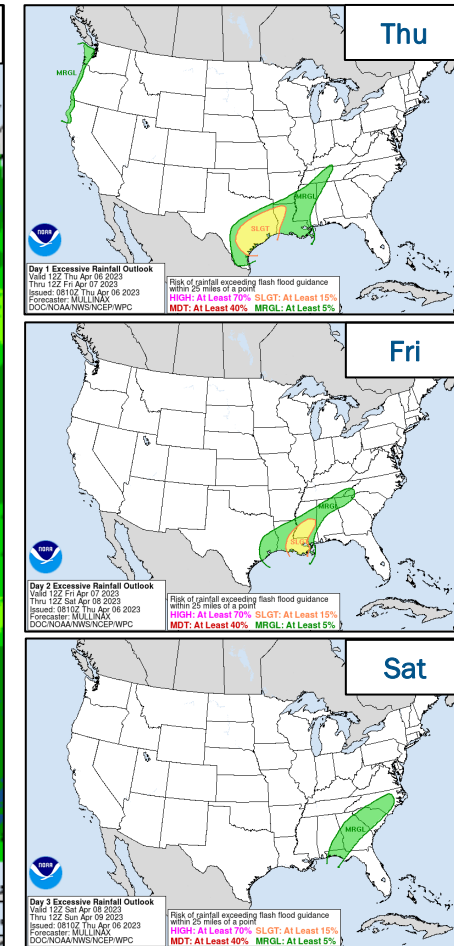 Thu
MRGL
MRGL
SLGT
NOAA
Day 1 Excessive Rainfall Outlook
Valid 12Z Thu Apr 06 2023
Thru 12Z Fri Apr 07 2023
Issued: 0810Z Thu Apr 06 2023
Forecaster: MULLINAX
DOC/NOAA/NWS/NCEP/WPC
Risk of rainfall exceeding flash flood guidance
within 25 miles of a point
HIGH: At Least 70% SLGT: At Least 15%
MDT: At Least 40% MRGL: At Least 5%
Fri
MRGL
SLGT
NOAA
Day 2 Excessive Rainfall Outlook
Valid 12Z Fri Apr 07 2023
Thru 12Z Sat Apr 08 2023
Issued: 0810Z Thu Apr 06 2023
Forecaster: MULLINAX
DOC/NOAA/NWS/NCEP/WPC
Risk of rainfall exceeding flash flood guidance
within 25 miles of a point
HIGH: At Least 70% SLGT: At Least 15%
MDT: At Least 40% MRGL: At Least 5%
Sat
MRGL
NOAA
Day 3 Excessive Rainfall Outlook
Valid 12Z Sat Apr 08 2023
Thru 12Z Sun Apr 09 2023
Issued: 0810Z Thu Apr 06 2023
Forecaster: MULLINAX
DOC/NOAA/NWS/NCEP/WPC
Risk of rainfall exceeding flash flood guidance
within 25 miles of a point
HIGH: At Least 70% SLGT: At Least 15%
MDT: At Least 40% MRGL: At Least 5%